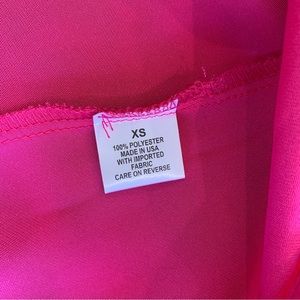 XS
100% POLYESTER
MADE IN USA
WITH IMPORTED
FABRIC
CARE ON REVERSE